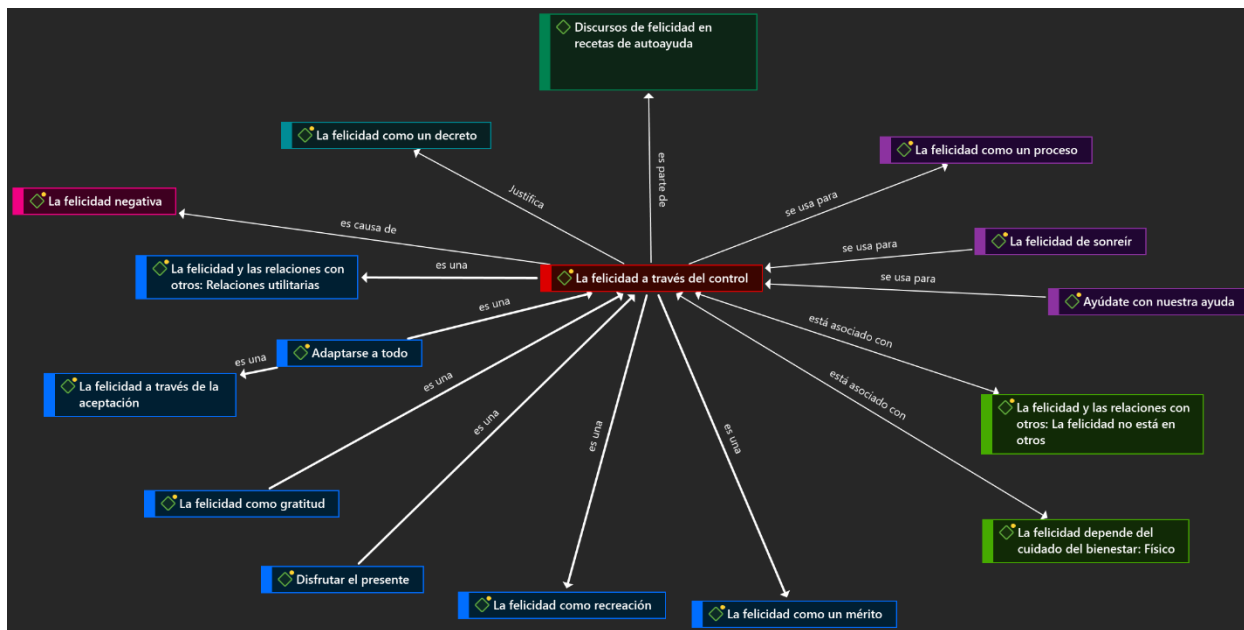 Discursos de felicidad en
recetas de autoayuda
La felicidad como un decreto
La felicidad como un proceso
es parte de
Justifica
se usa para
La felicidad negativa
es causa de
La felicidad de sonreír
se usa para
La felicidad y las relaciones con
otros: Relaciones utilitarias
es una
La felicidad a través del control
se usa para
Ayúdate con nuestra ayuda
es una
está asociado con
Adaptarse a todo
es una
La felicidad a través de la
aceptación
es una
está asociado con
La felicidad y las relaciones con
otros: La felicidad no está en
otros
es una
es una
es una
La felicidad como gratitud
La felicidad depende del
cuidado del bienestar: Físico
Disfrutar el presente
La felicidad como recreación
La felicidad como un mérito